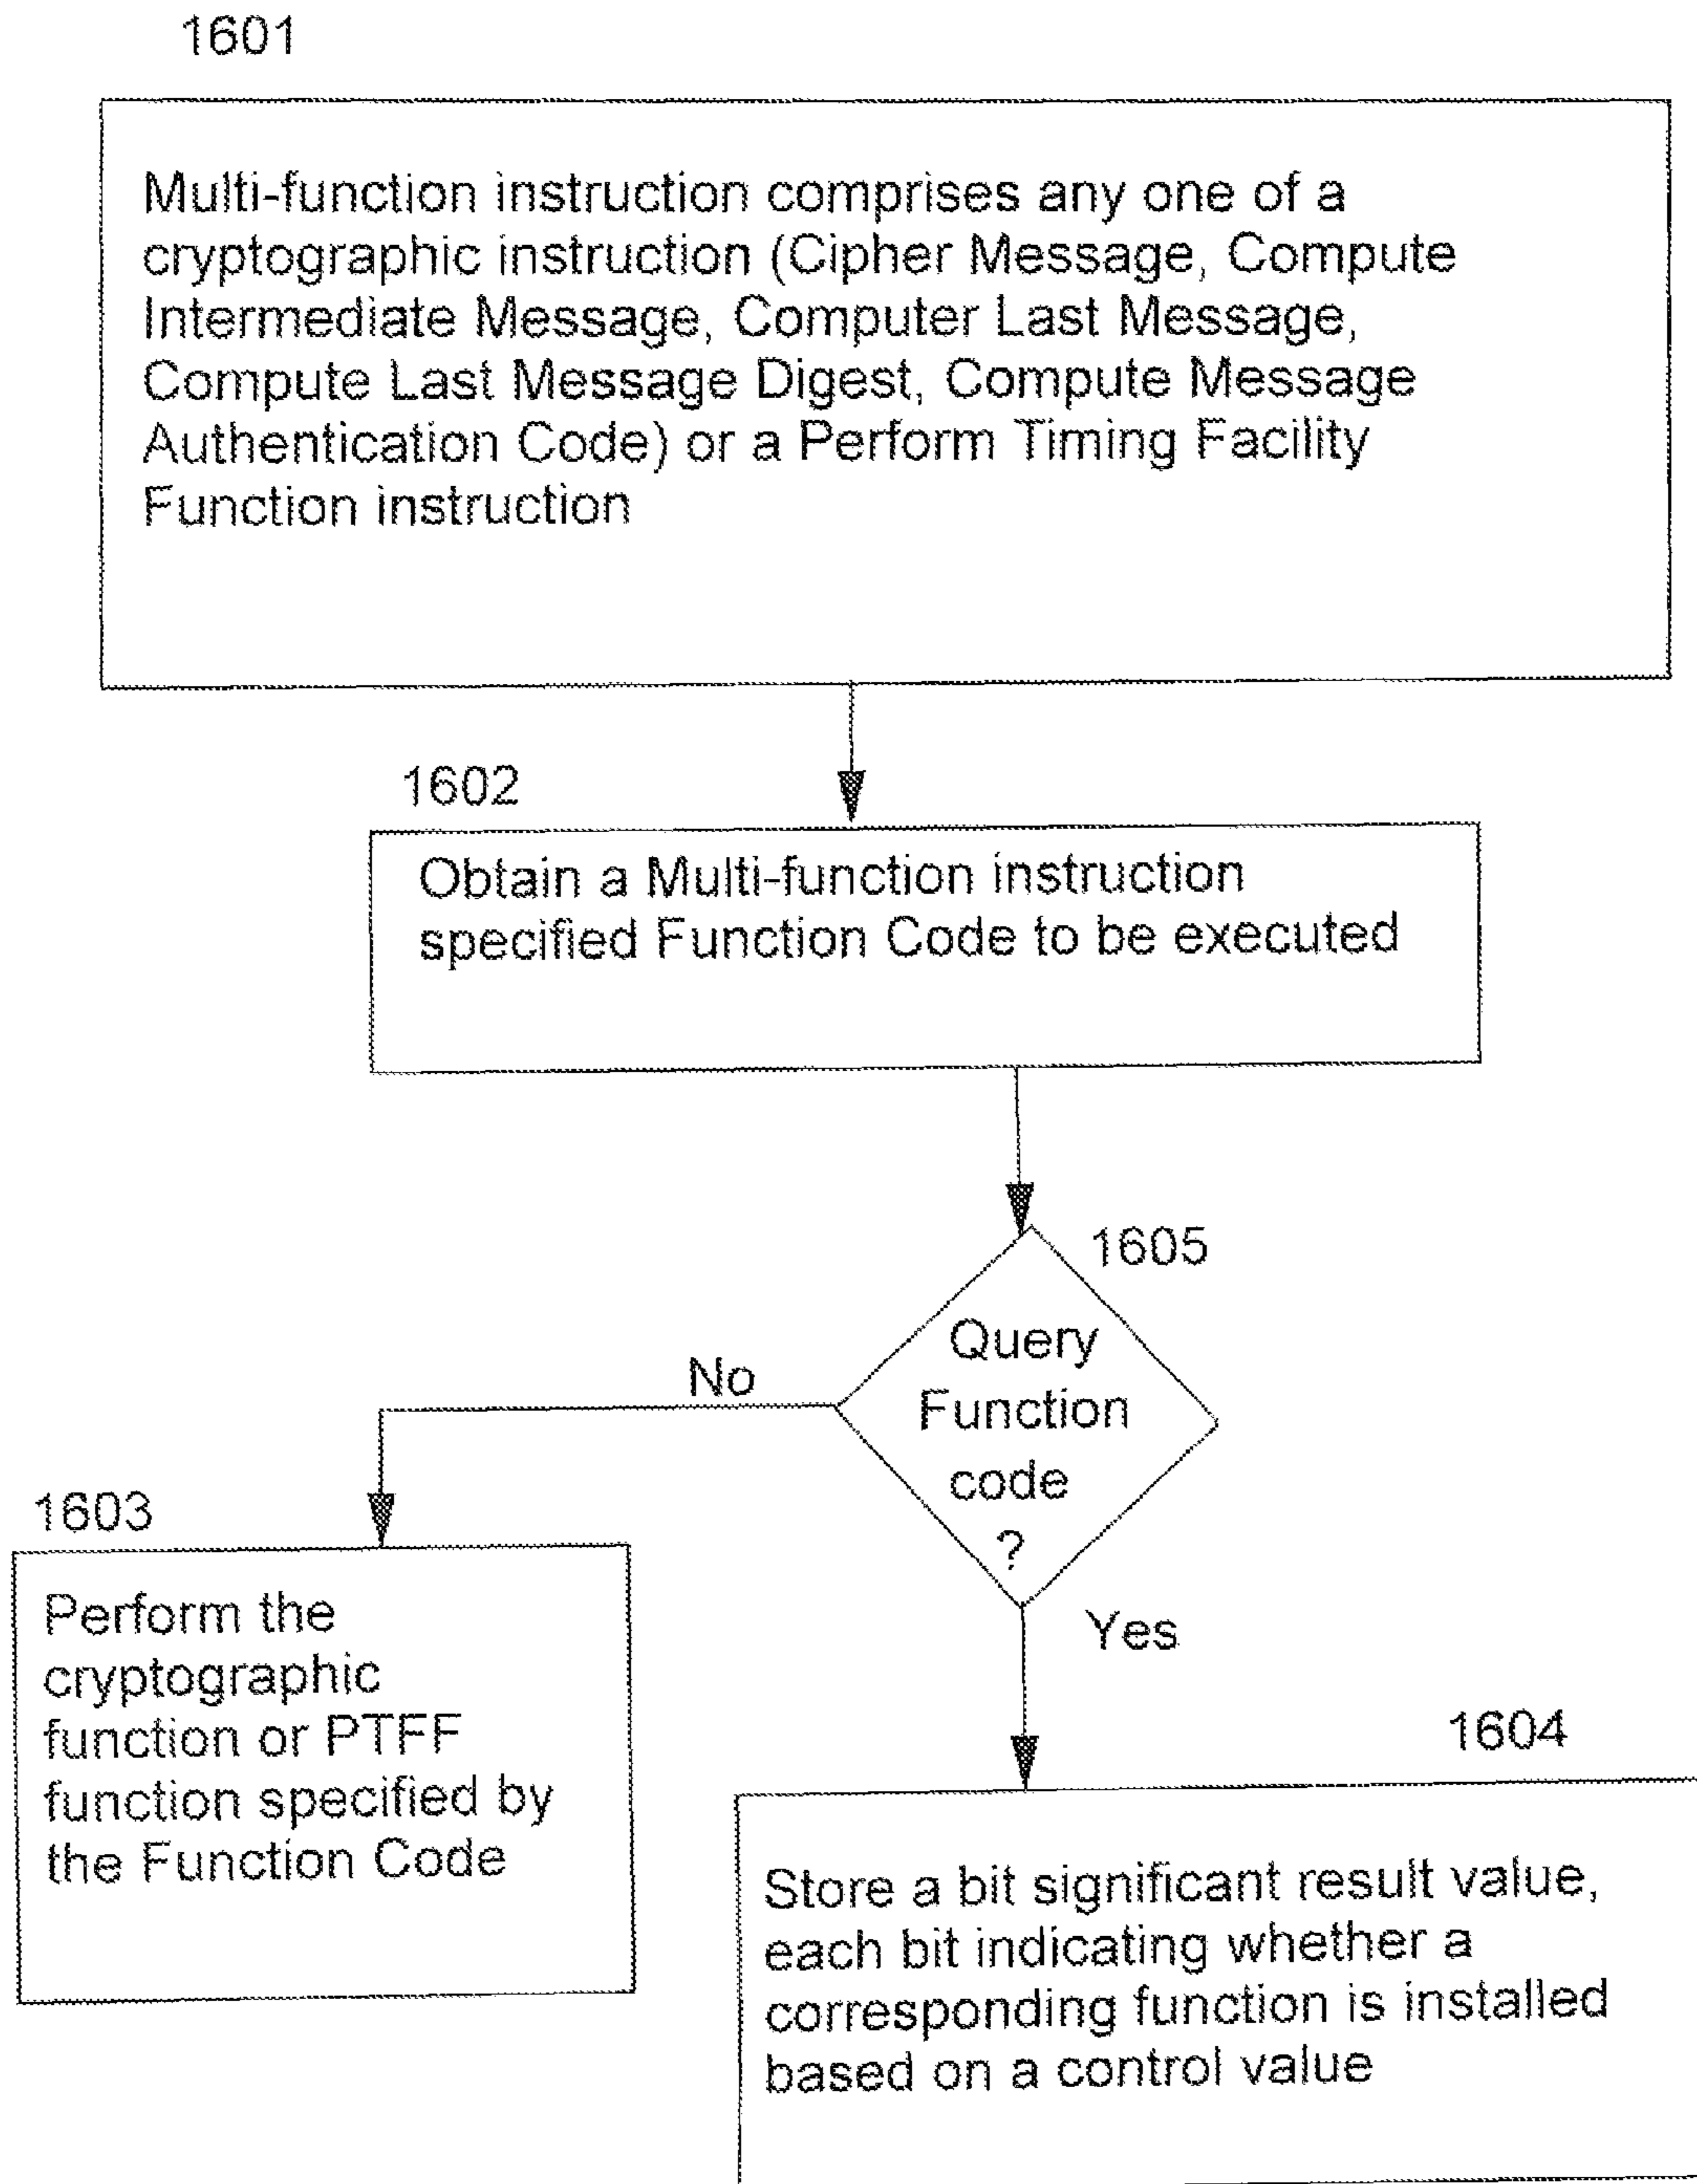 1601
Multi-function instruction comprises any one of a
cryptographic instruction (Cipher Message, Compute
Intermediate Message, Computer Last Message,
Compute Last Message Digest, Compute Message
Authentication Code) or a Perform Timing Facility
Function instruction
1602
Obtain a Multi-function instruction
specified Function Code to be executed
1605
Query
Function
code
?
No
Yes
1603
Perform the
cryptographic
function or PTFF
function specified by
the Function Code
1604
Store a bit significant result value,
each bit indicating whether a
corresponding function is installed
based on a control value